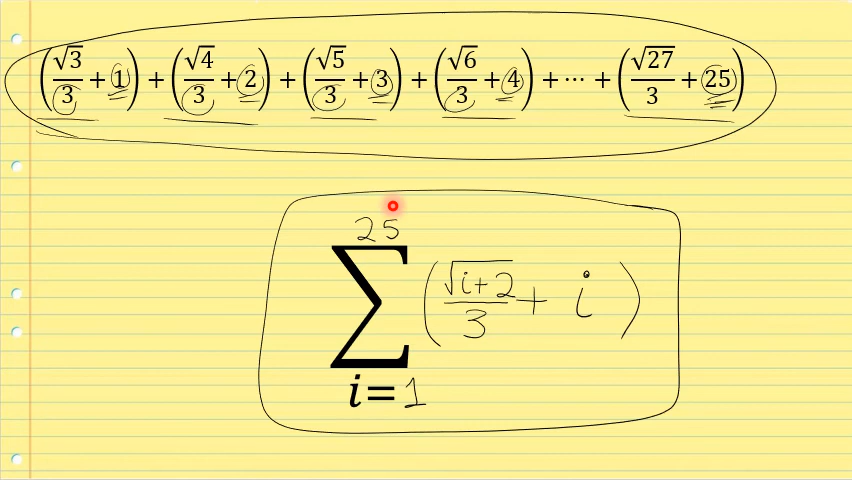 (√3/3 + 1) + (√4/3 + 2) + (√5/3 + 3) + (√6/3 + 4) + ⋯ + (√27/3 + 25)
25
∑ (√i+2/3 + i)
i = 1